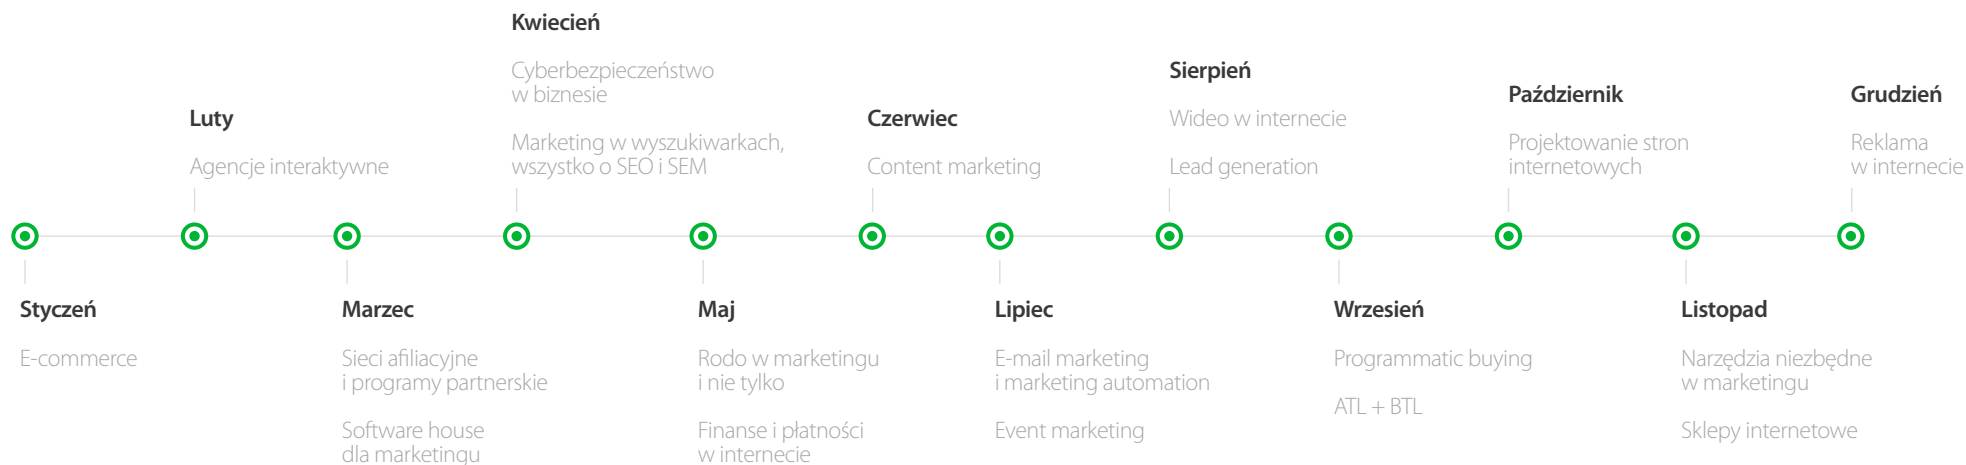 Styczeń
E-commerce
Luty
Agencje interaktywne
Marzec
Sieci afiliacyjne
i programy partnerskie
Software house
dla marketingu
Kwiecień
Cyberbezpieczeństwo
w biznesie
Marketing w wyszukiwarkach,
wszystko o SEO i SEM
Maj
Rodo w marketingu
i nie tylko
Finanse i płatności
w internecie
Czerwiec
Content marketing
Lipiec
E-mail marketing
i marketing automation
Event marketing
Sierpień
Wideo w internecie
Lead generation
Wrzesień
Programmatic buying
ATL + BTL
Październik
Projektowanie stron
internetowych
Listopad
Narzędzia niezbędne
w marketingu
Sklepy internetowe
Grudzień
Reklama
w internecie